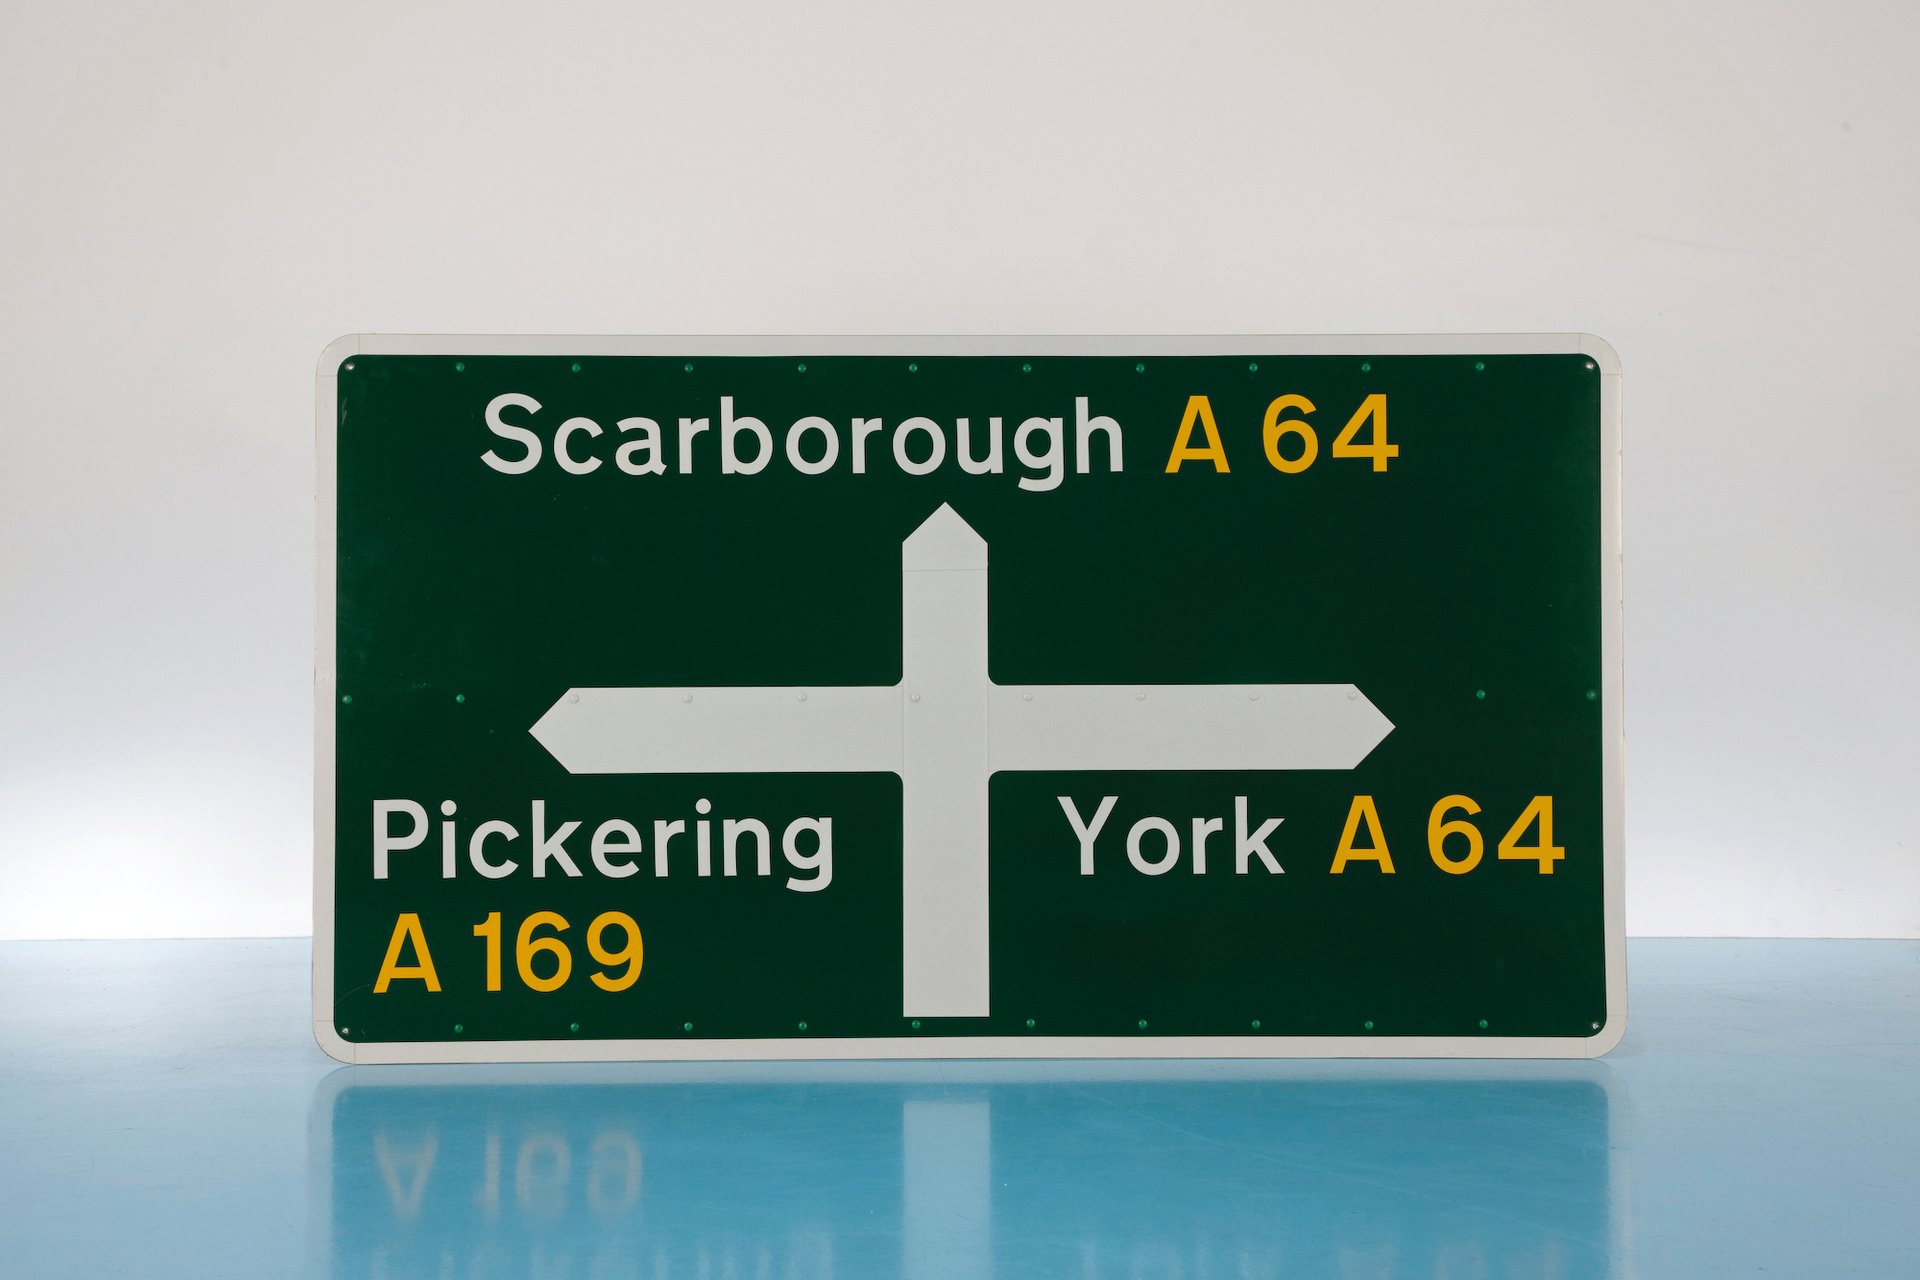 Scarborough A 64
Pickering
A 169
York A 64